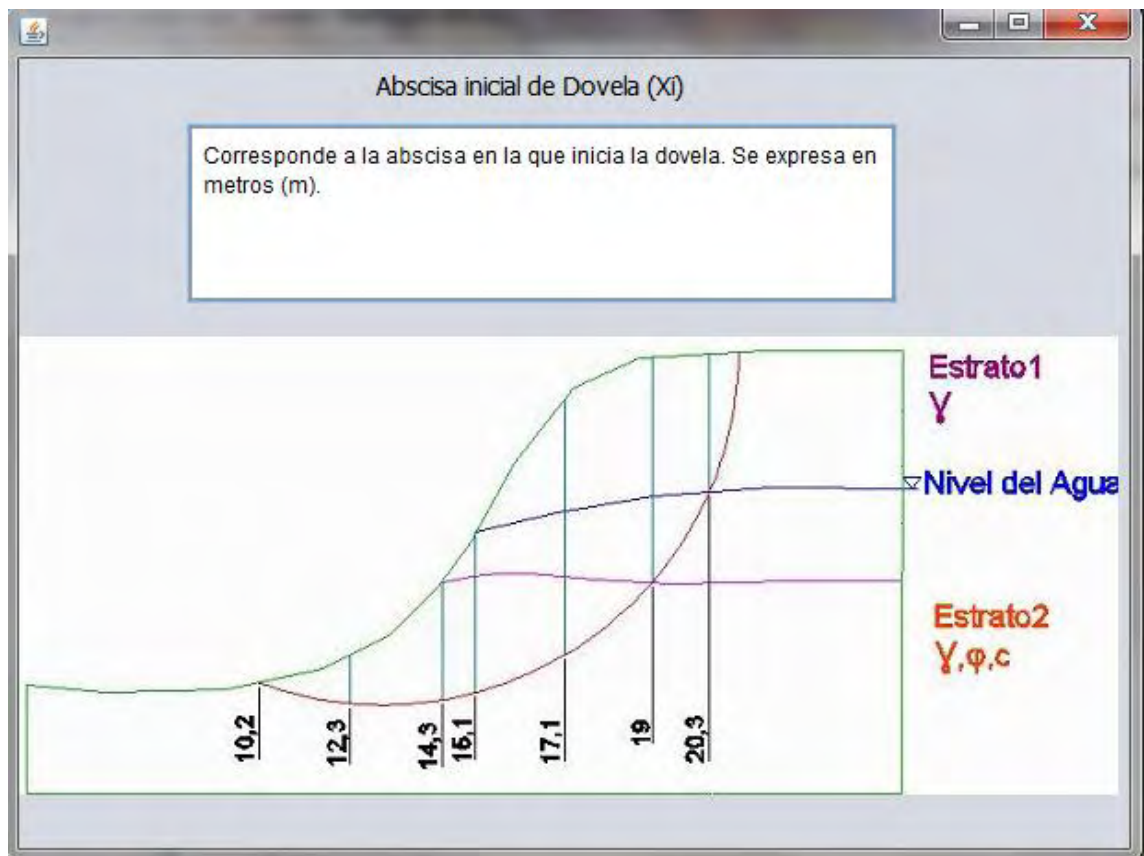 Abscisa inicial de Dovela (Xi)
Corresponde a la abscisa en la que inicia la dovela. Se expresa en
metros (m).
Estrato1
γ
Nivel del Agua
Estrato2
γ,φ,c
10,2
12,3
14,3
15,1
17,1
19
20,3